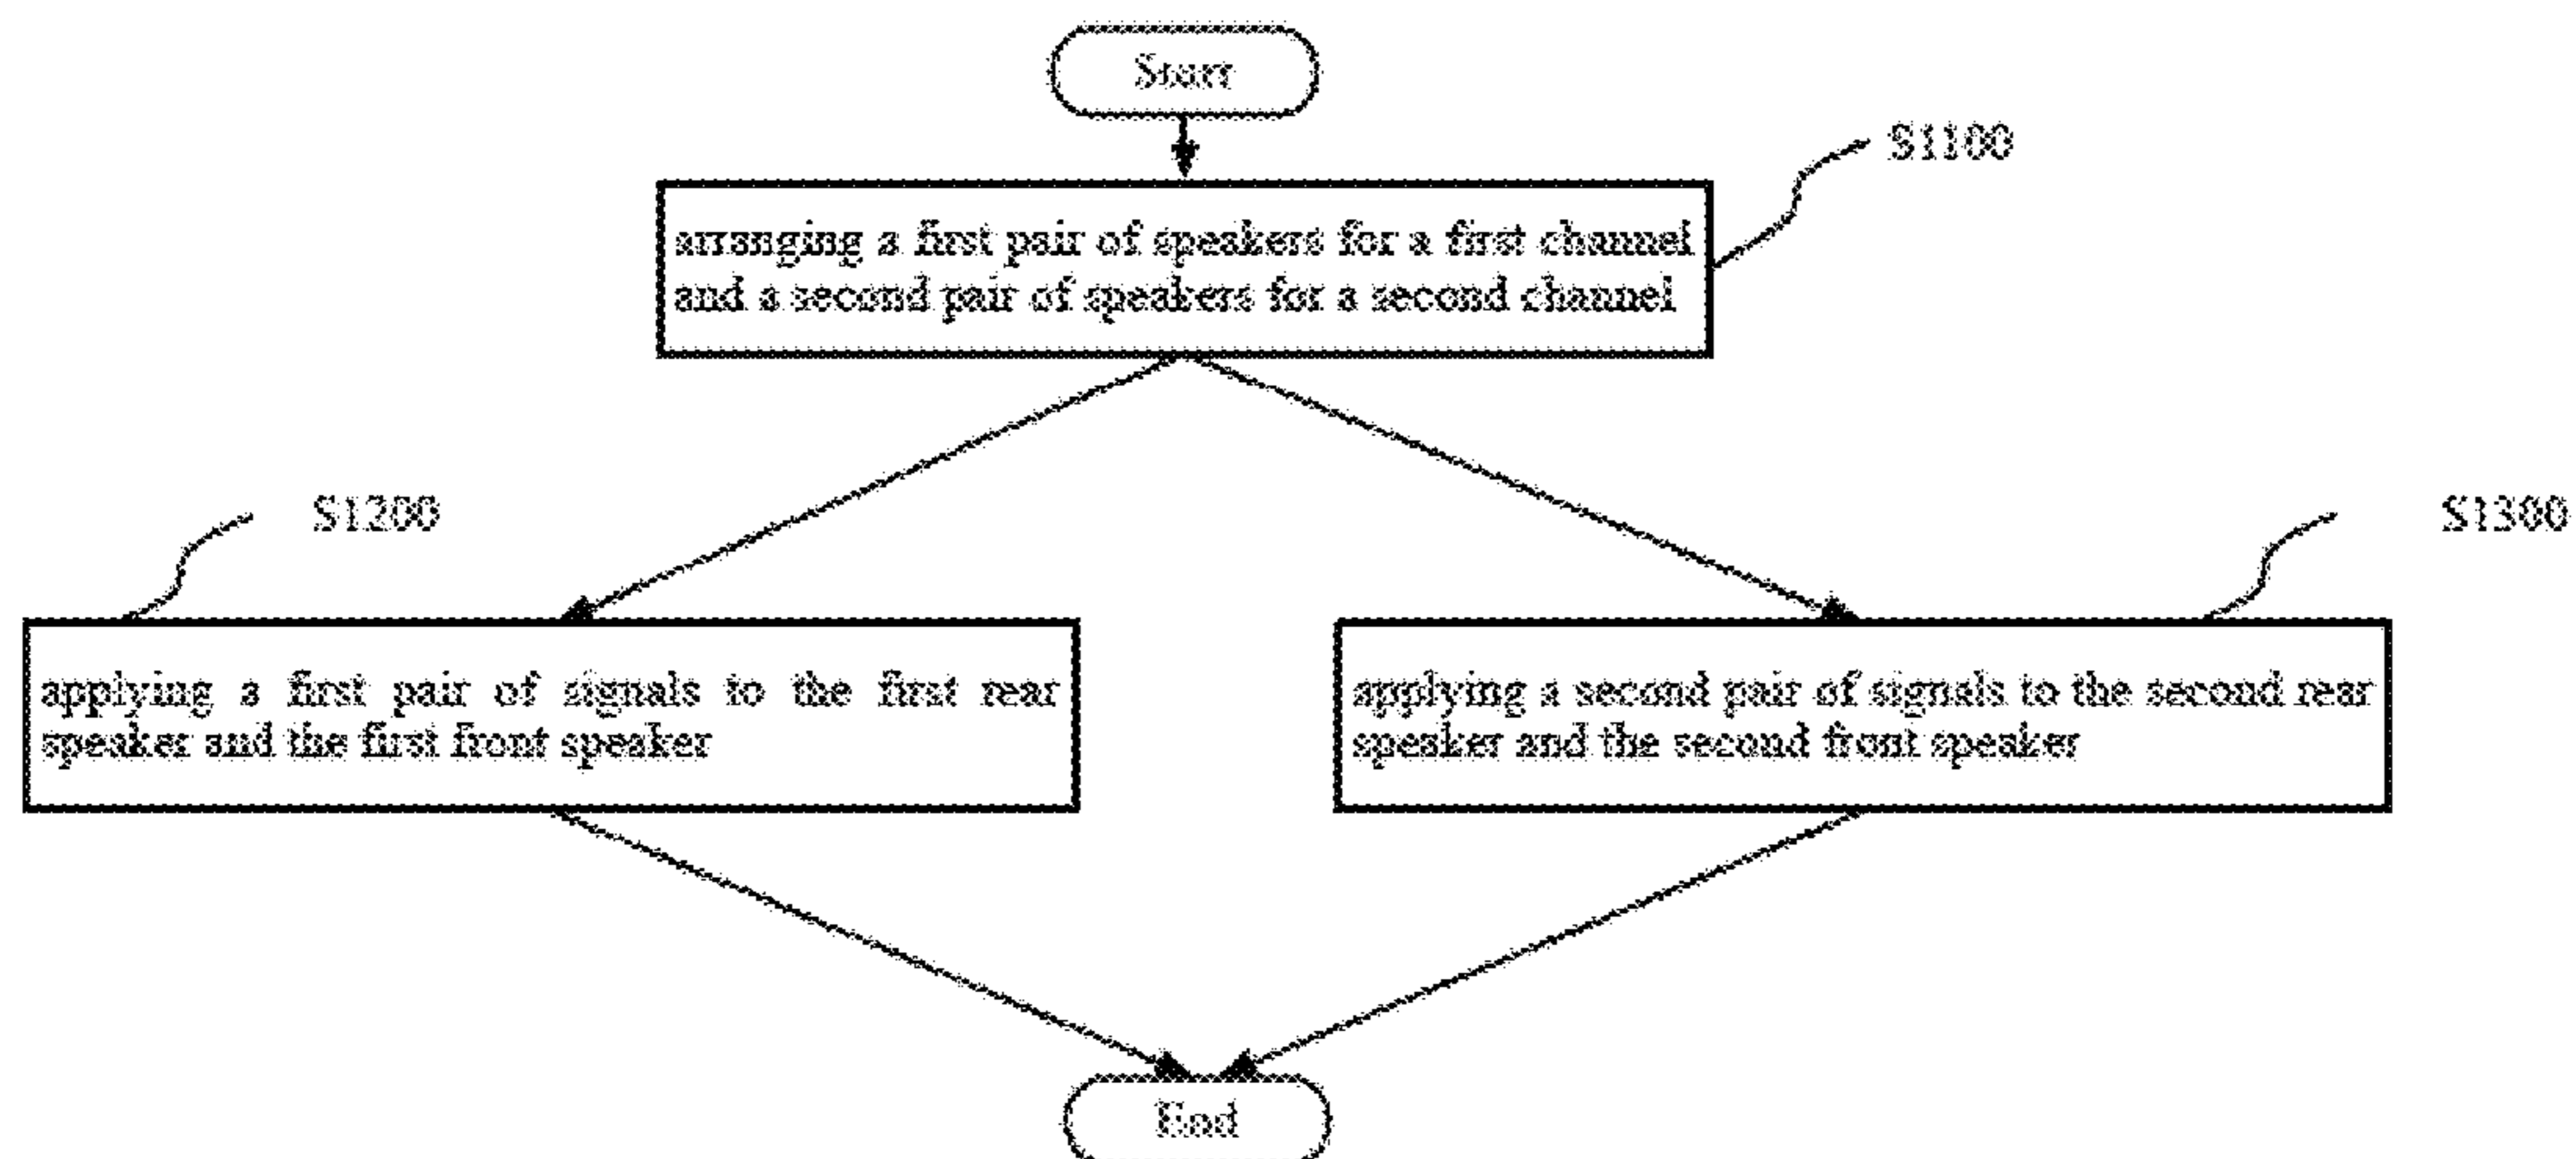 Start
S1100
arranging a first pair of speakers for a first channel
and a second pair of speakers for a second channel
S1200
S1300
applying a first pair of signals to the first rear
speaker and the first front speaker
applying a second pair of signals to the second rear
speaker and the second front speaker
End